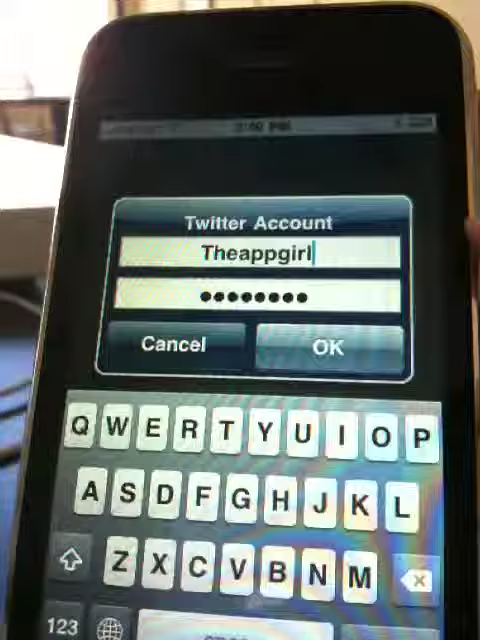 Twitter Account
Theappgirl
Cancel OK
Q W E R T Y U I O P
A S D F G H J K L
Z X C V B N M
123